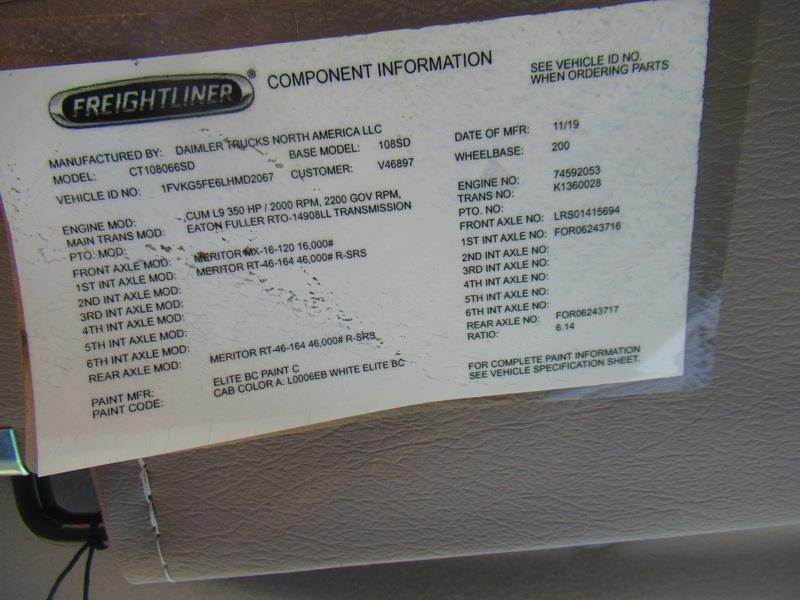 FREIGHTLINER ® COMPONENT INFORMATION SEE VEHICLE ID NO.
WHEN ORDERING PARTS
MANUFACTURED BY: DAIMLER TRUCKS NORTH AMERICA LLC DATE OF MFR: 11/19
MODEL: CT108066SD BASE MODEL: 108SD WHEELBASE: 200
VEHICLE ID NO: 1FVKG5FE6LHMD2067 CUSTOMER: V46897
ENGINE MOD: CUM L9 350 HP / 2000 RPM, 2200 GOV RPM, ENGINE NO: 74592053
MAIN TRANS MOD: EATON FULLER RTO-14908LL TRANSMISSION TRANS NO: K1360028
PTO. MOD: PTO. NO:
FRONT AXLE MOD: MERITOR MX-16-120 16,000# FRONT AXLE NO: LRS01415694
1ST INT AXLE MOD: MERITOR RT-46-164 46,000# R-SRS 1ST INT AXLE NO: FOR06243716
2ND INT AXLE MOD: 2ND INT AXLE NO:
3RD INT AXLE MOD: 3RD INT AXLE NO:
4TH INT AXLE MOD: 4TH INT AXLE NO:
5TH INT AXLE MOD: 5TH INT AXLE NO:
6TH INT AXLE MOD: 6TH INT AXLE NO:
REAR AXLE MOD: MERITOR RT-46-164 46,000# R-SRS REAR AXLE NO: FOR06243717
RATIO: 6.14
PAINT MFR: ELITE BC PAINT C FOR COMPLETE PAINT INFORMATION
PAINT CODE: CAB COLOR A: L0006EB WHITE ELITE BC SEE VEHICLE SPECIFICATION SHEET.